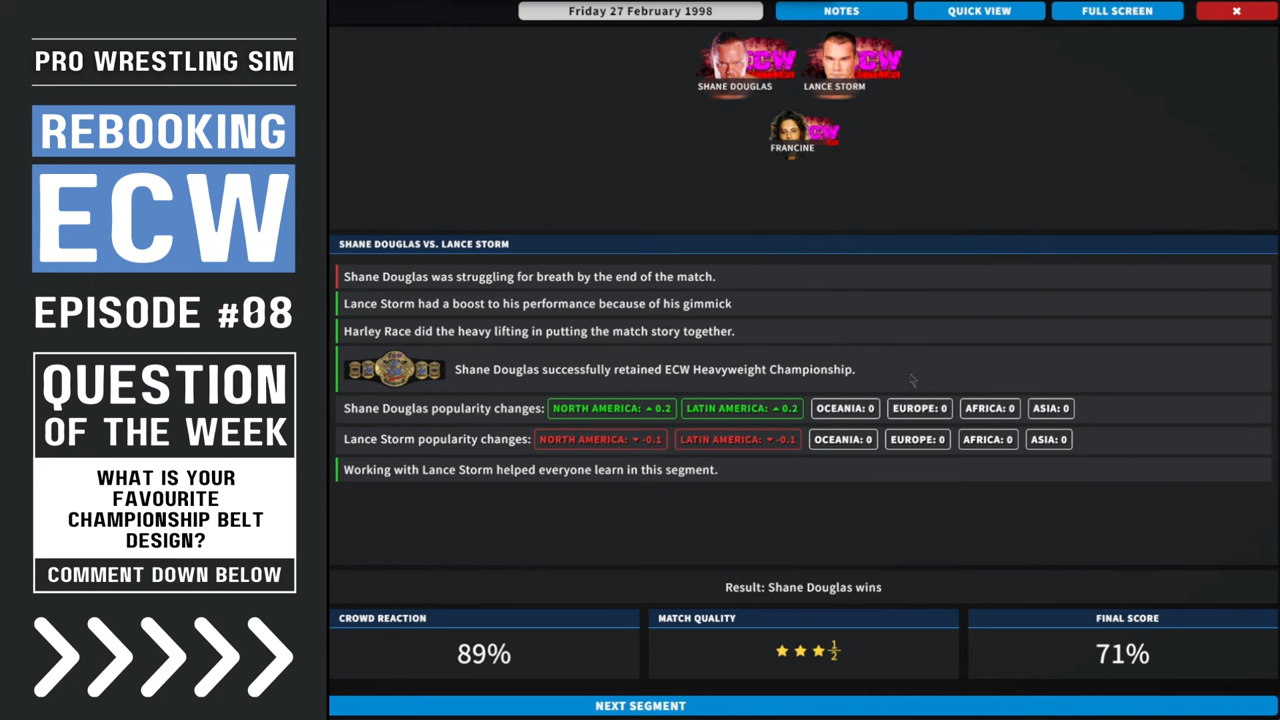 PRO WRESTLING SIM
REBOOKING
ECW
EPISODE #08
QUESTION
OF THE WEEK
WHAT IS YOUR
FAVOURITE
CHAMPIONSHIP BELT
DESIGN?
COMMENT DOWN BELOW
Friday 27 February 1998
NOTES
QUICK VIEW
FULL SCREEN
SHANE DOUGLAS
LANCE STORM
FRANCINE
SHANE DOUGLAS VS. LANCE STORM
Shane Douglas was struggling for breath by the end of the match.
Lance Storm had a boost to his performance because of his gimmick
Harley Race did the heavy lifting in putting the match story together.
Shane Douglas successfully retained ECW Heavyweight Championship.
Shane Douglas popularity changes: NORTH AMERICA: ▲ 0.2 LATIN AMERICA: ▲ 0.2 OCEANIA: 0 EUROPE: 0 AFRICA: 0 ASIA: 0
Lance Storm popularity changes: NORTH AMERICA: ▼ -0.1 LATIN AMERICA: ▼ -0.1 OCEANIA: 0 EUROPE: 0 AFRICA: 0 ASIA: 0
Working with Lance Storm helped everyone learn in this segment.
Result: Shane Douglas wins
CROWD REACTION
89%
MATCH QUALITY
★ ★ ★ ½
FINAL SCORE
71%
NEXT SEGMENT